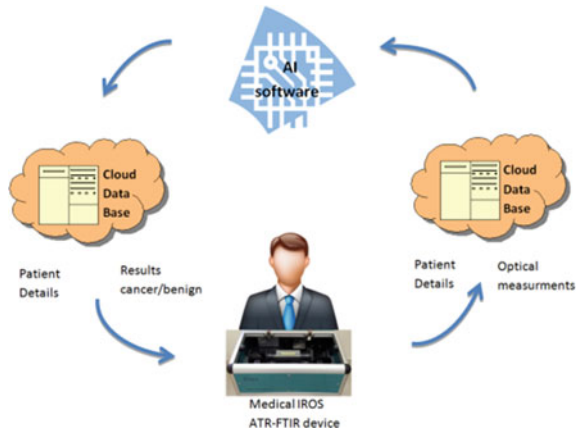 AI
software
Cloud
Data
Base
Cloud
Data
Base
Patient
Details
Results
cancer/benign
Patient
Details
Optical
measurments
Medical IROS
ATR-FTIR device